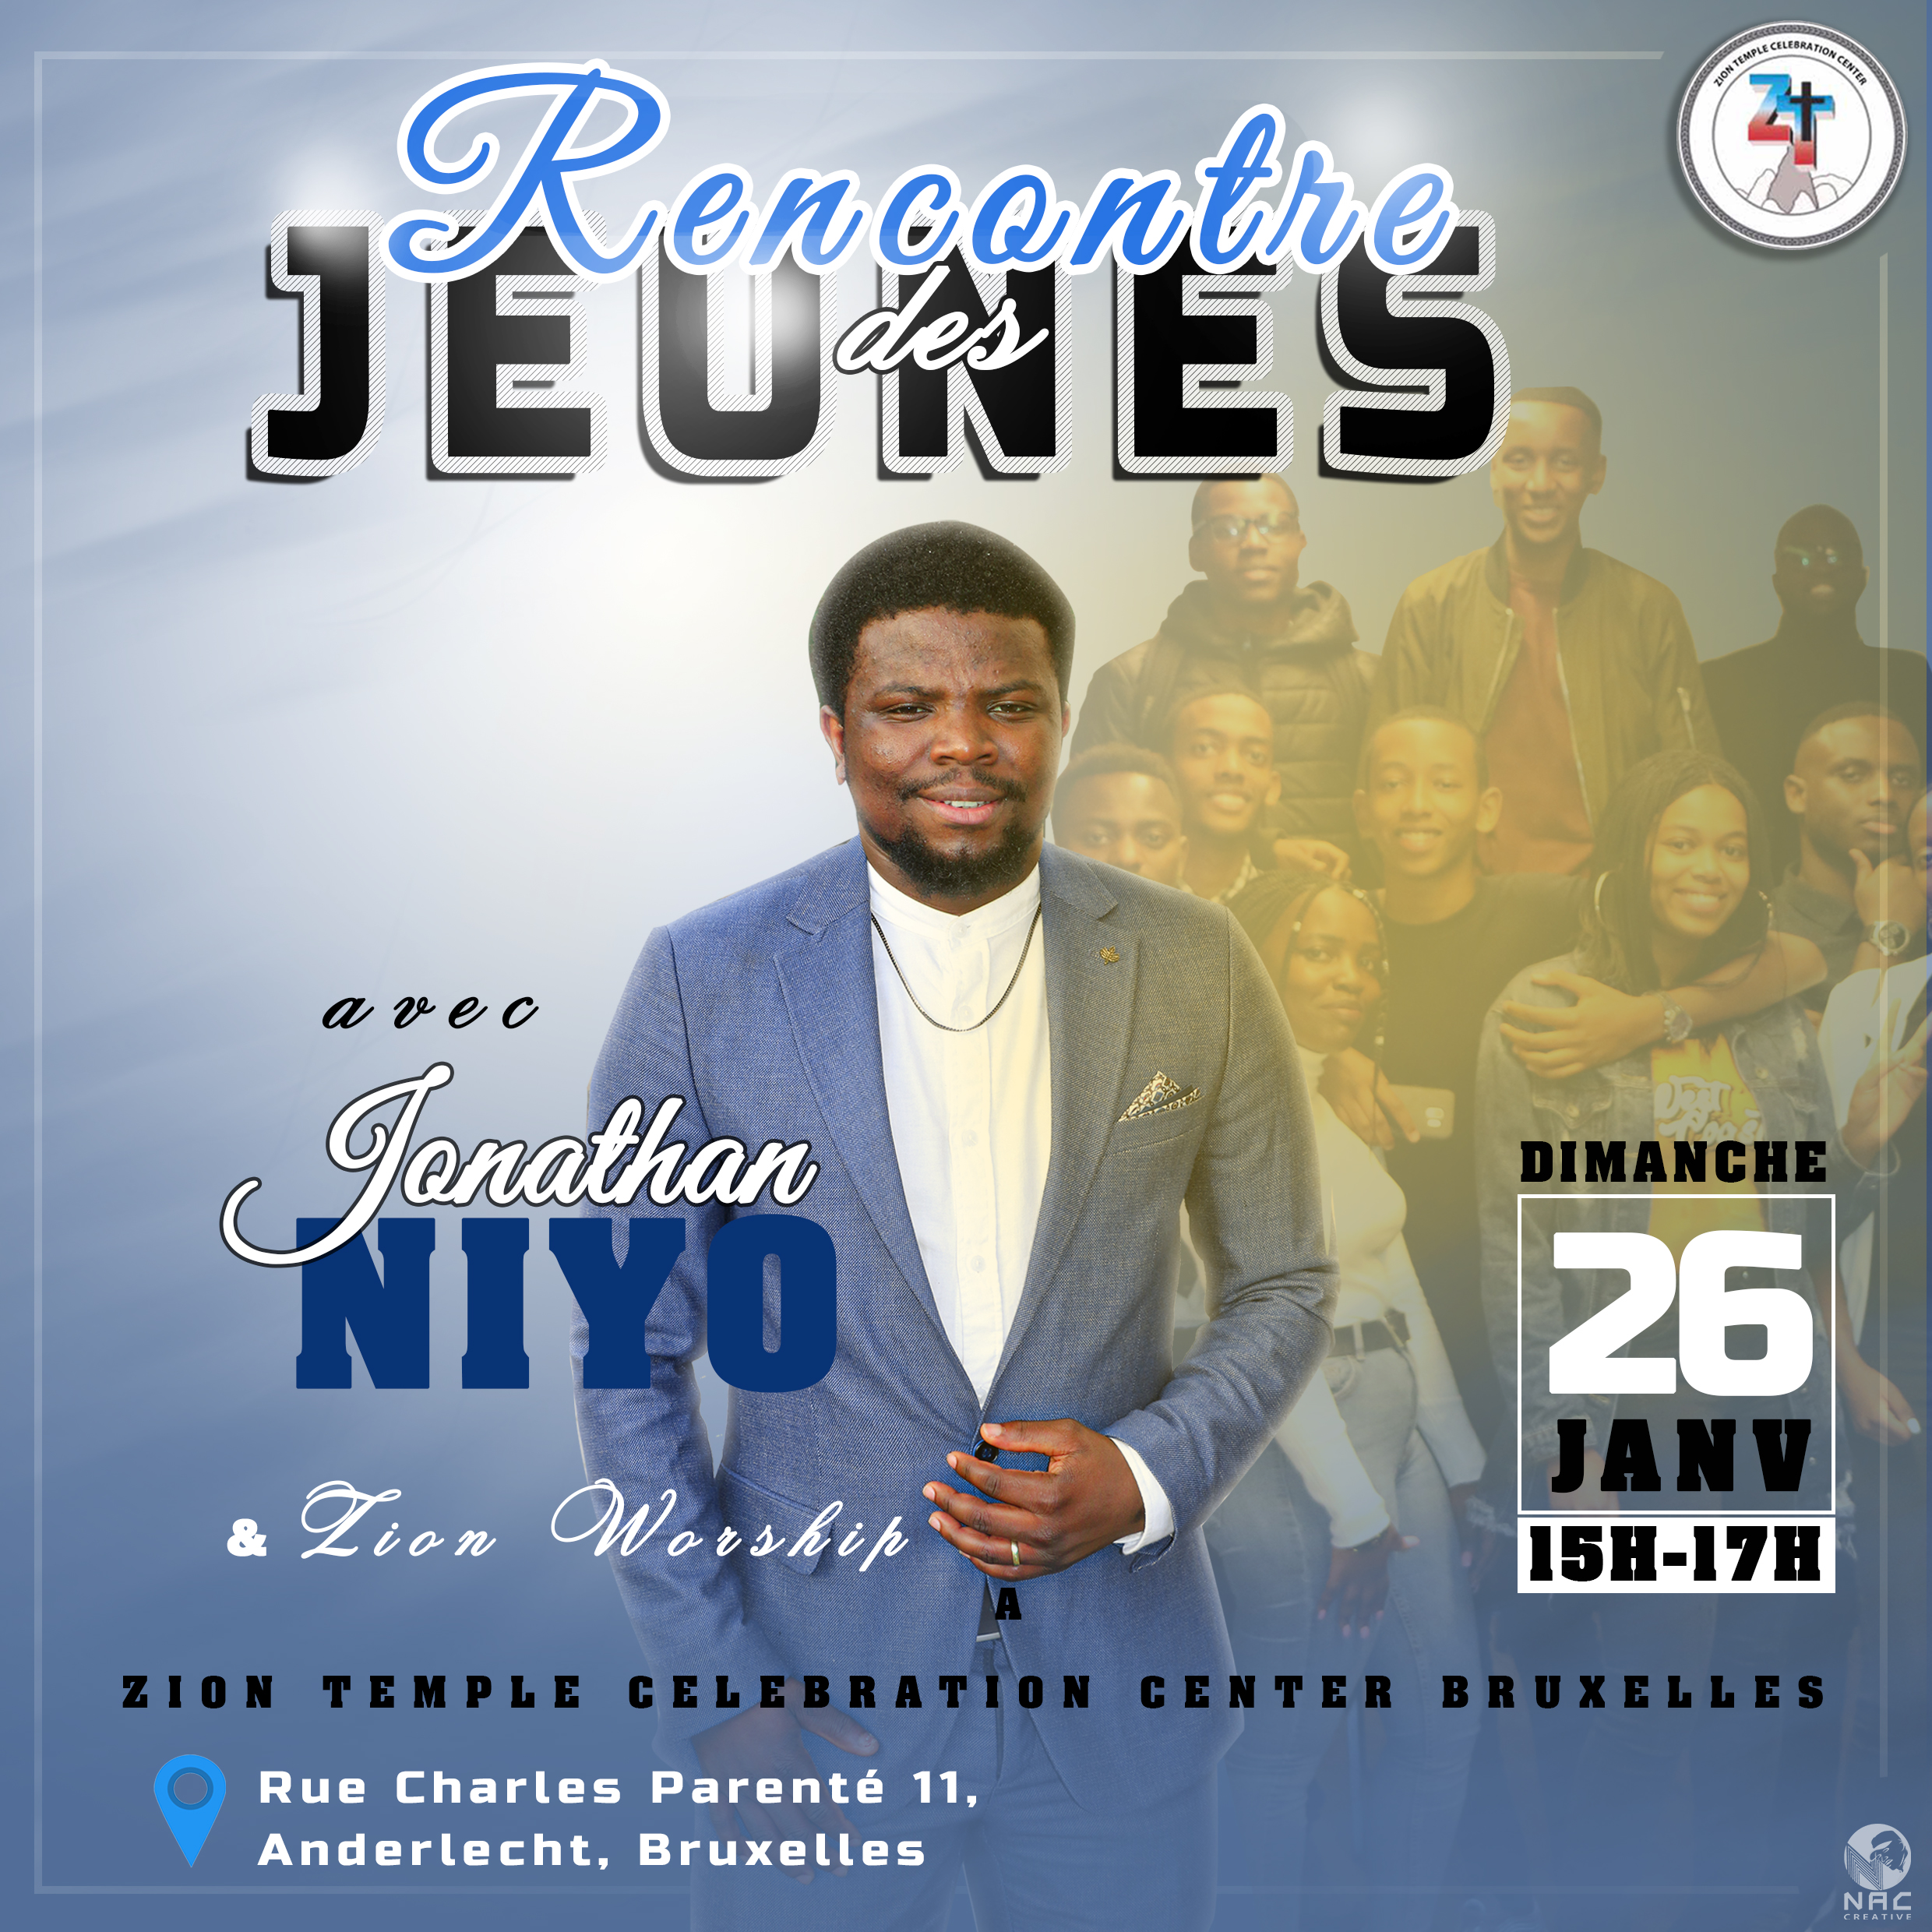 Rencontre
des
JEUNES
ZION TEMPLE CELEBRATION CENTER
ZT
avec
Jonathan
NIYO
& Zion Worship
DIMANCHE
26
JANV
15H-17H
A
ZION TEMPLE CELEBRATION CENTER BRUXELLES
Rue Charles Parenté 11,
Anderlecht, Bruxelles
NAC
CREATIVE